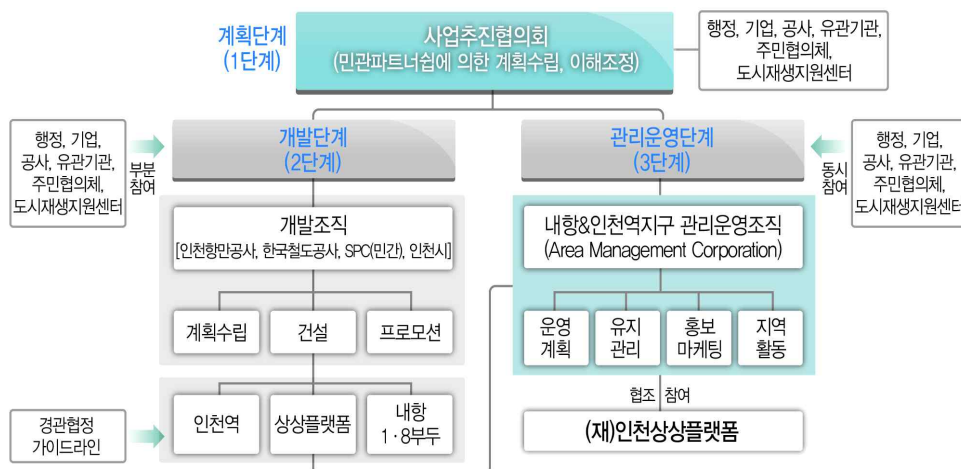 계획단계
(1단계)
사업추진협의회
(민관파트너쉽에 의한 계획수립, 이해조정)
행정, 기업, 공사, 유관기관,
주민협의체,
도시재생지원센터
행정, 기업,
공사, 유관기관,
주민협의체,
도시재생지원센터
부분
참여
개발단계
(2단계)
관리운영단계
(3단계)
동시
참여
행정, 기업,
공사, 유관기관,
주민협의체,
도시재생지원센터
개발조직
[인천항만공사, 한국철도공사, SPC(민간), 인천시]
내항&인천역지구 관리운영조직
(Area Management Corporation)
계획수립
건설
프로모션
운영
계획
유지
관리
홍보
마케팅
지역
활동
협조
참여
경관협정
가이드라인
인천역
상상플랫폼
내항
1·8부두
(재)인천상상플랫폼